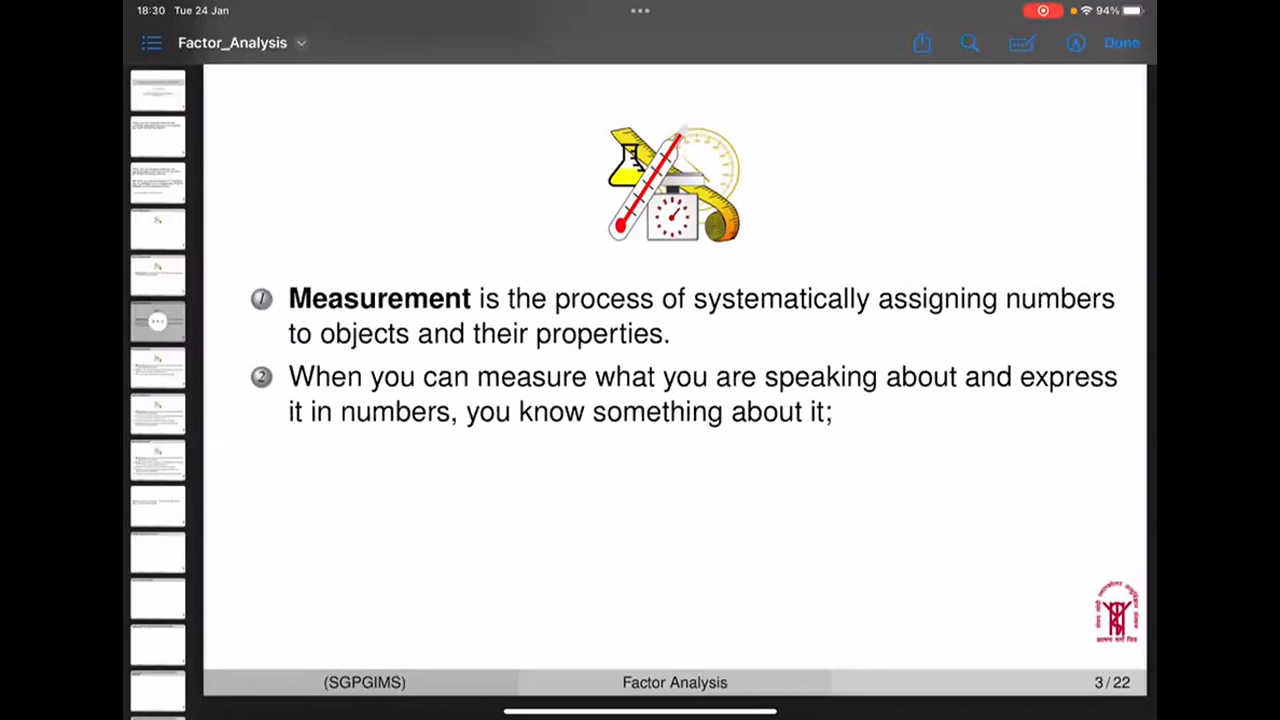 18:30 Tue 24 Jan
94%
Factor_Analysis
Done
1 Measurement is the process of systematically assigning numbers
to objects and their properties.
2 When you can measure what you are speaking about and express
it in numbers, you know something about it;
(SGPGIMS) Factor Analysis 3 / 22